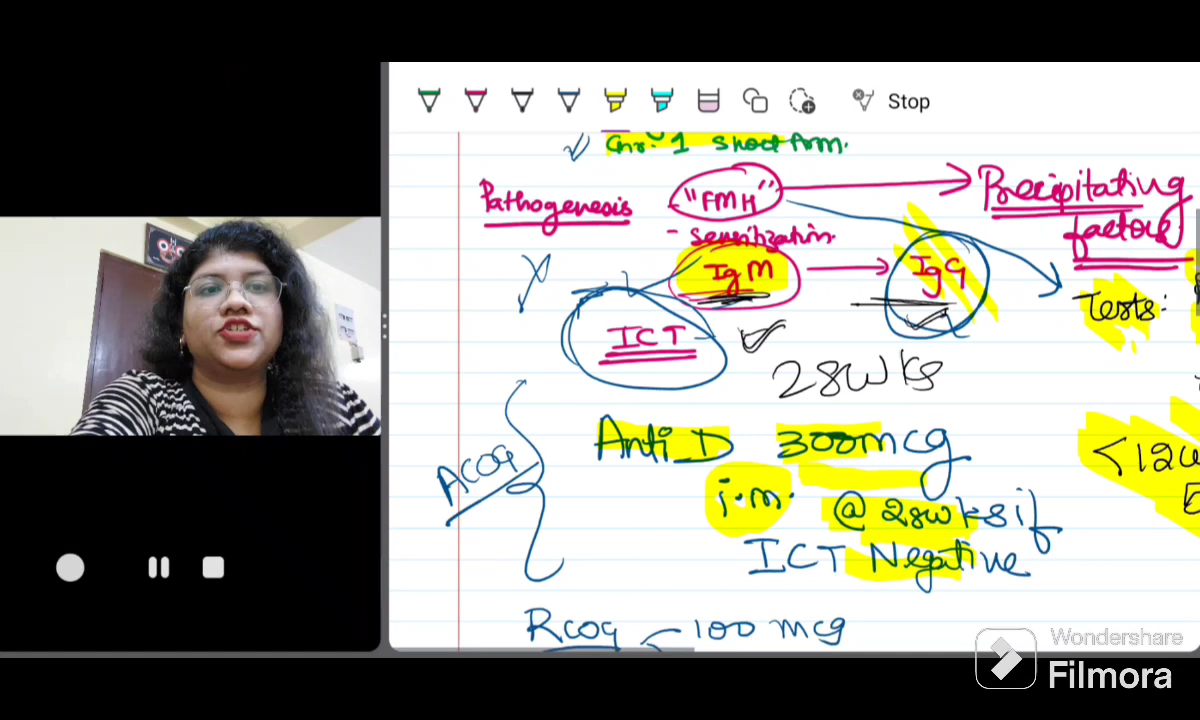 Stop
Chr. 1 short arm.
Pathogenesis "FMH" Precipitating factors
- sensitization.
IgM IgG
Tests:
ICT
28wks
Anti D 300mcg
<12w
ACOG
i.m. @ 28wks if
ICT Negative
RCOG 100 mcg
Wondershare
Filmora